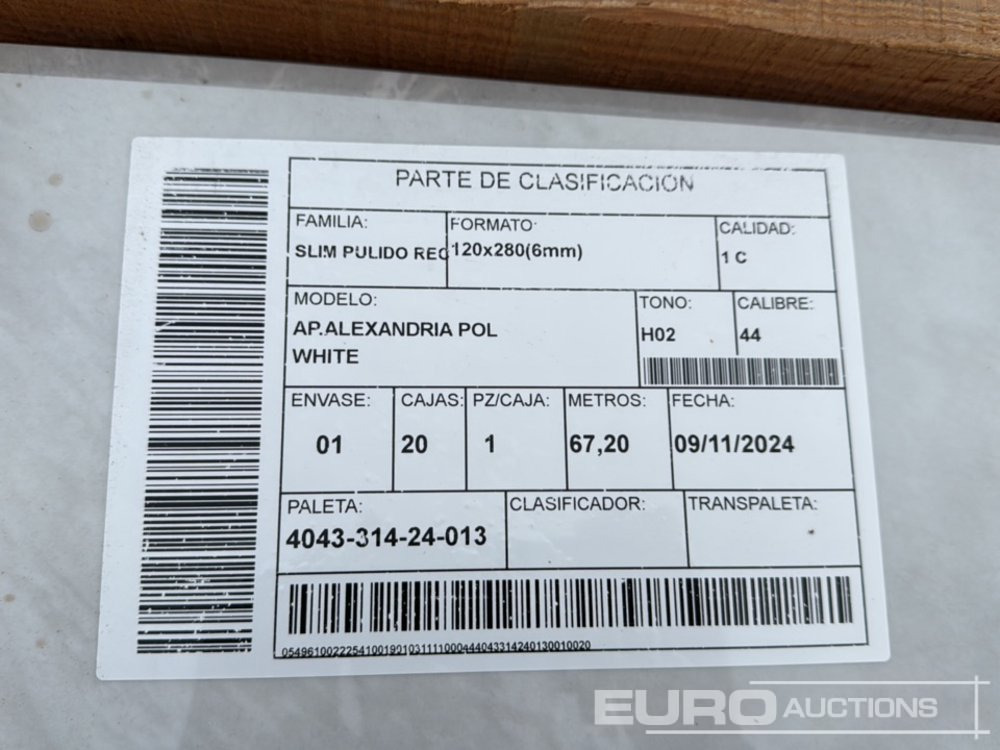 PARTE DE CLASIFICACION
FAMILIA:
SLIM PULIDO REC
FORMATO:
120x280(6mm)
CALIDAD:
1 C
MODELO:
AP.ALEXANDRIA POL
WHITE
TONO:
H02
CALIBRE:
44
ENVASE:
01
CAJAS:
20
PZ/CAJA:
1
METROS:
67,20
FECHA:
09/11/2024
PALETA:
4043-314-24-013
CLASIFICADOR:
TRANSPALETA:
EURO AUCTIONS